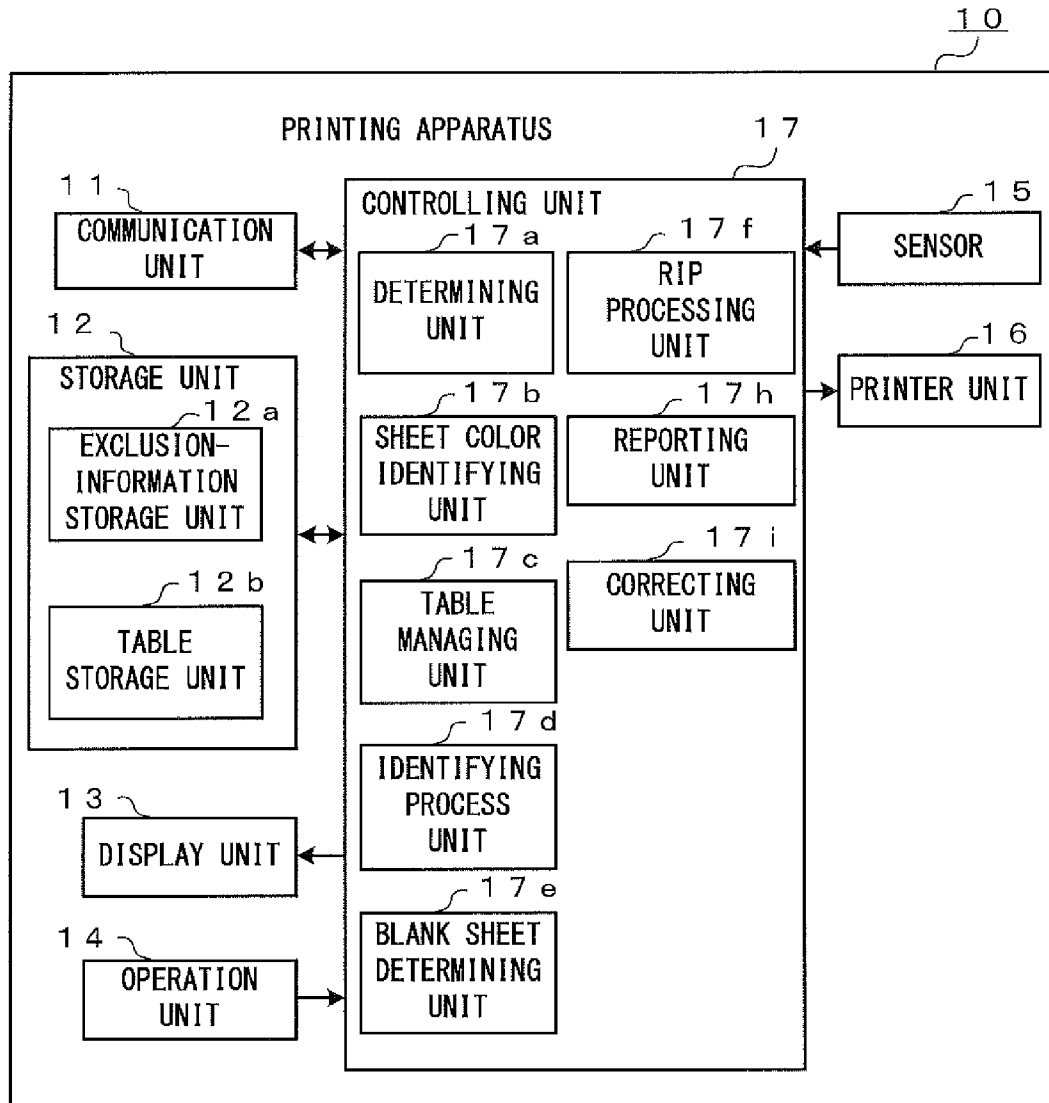 10
PRINTING APPARATUS
17
11
COMMUNICATION
UNIT
12
STORAGE UNIT
12a
EXCLUSION-
INFORMATION
STORAGE UNIT
12b
TABLE
STORAGE UNIT
13
DISPLAY UNIT
14
OPERATION
UNIT
CONTROLLING UNIT
17a
DETERMINING
UNIT
17b
SHEET COLOR
IDENTIFYING
UNIT
17c
TABLE
MANAGING
UNIT
17d
IDENTIFYING
PROCESS
UNIT
17e
BLANK SHEET
DETERMINING
UNIT
17f
RIP
PROCESSING
UNIT
17h
REPORTING
UNIT
17i
CORRECTING
UNIT
15
SENSOR
16
PRINTER UNIT